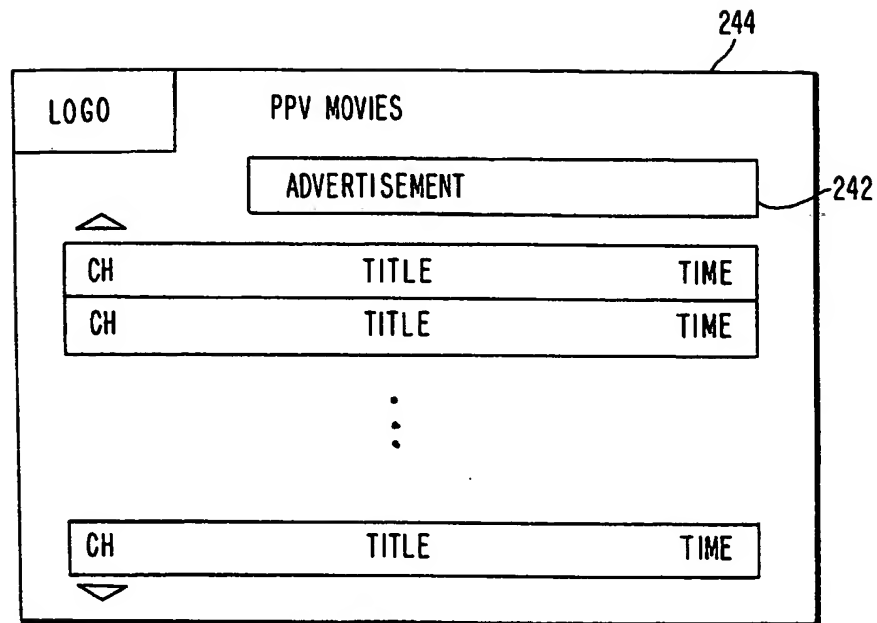 244
LOGO PPV MOVIES
ADVERTISEMENT
242
CH TITLE TIME
CH TITLE TIME
CH TITLE TIME